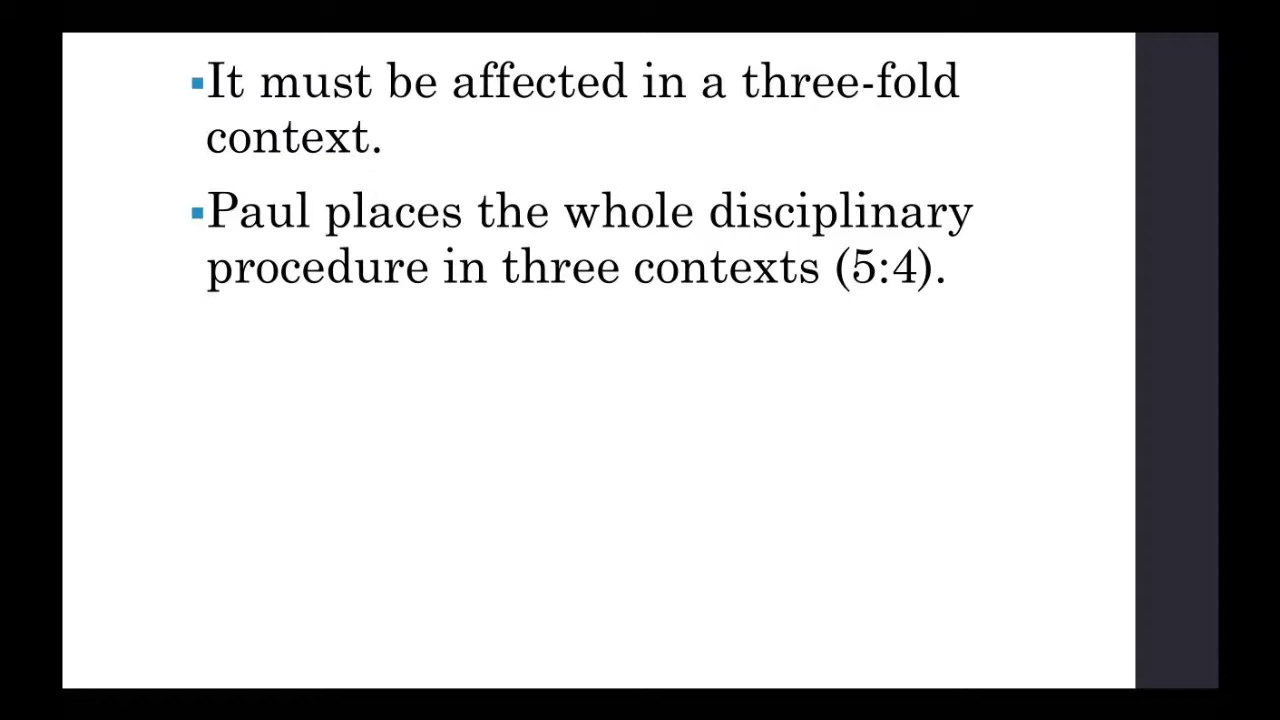 ▪It must be affected in a three-fold
context.
▪Paul places the whole disciplinary
procedure in three contexts (5:4).